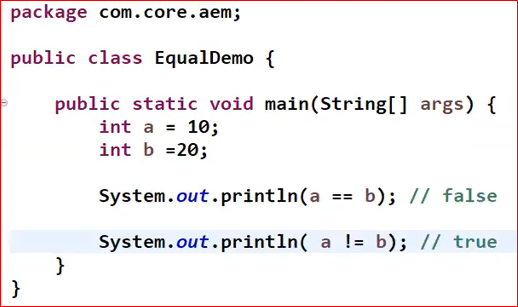 package com.core.aem;
public class EqualDemo {
public static void main(String[] args) {
int a = 10;
int b =20;
System.out.println(a == b); // false
System.out.println( a != b); // true
}
}